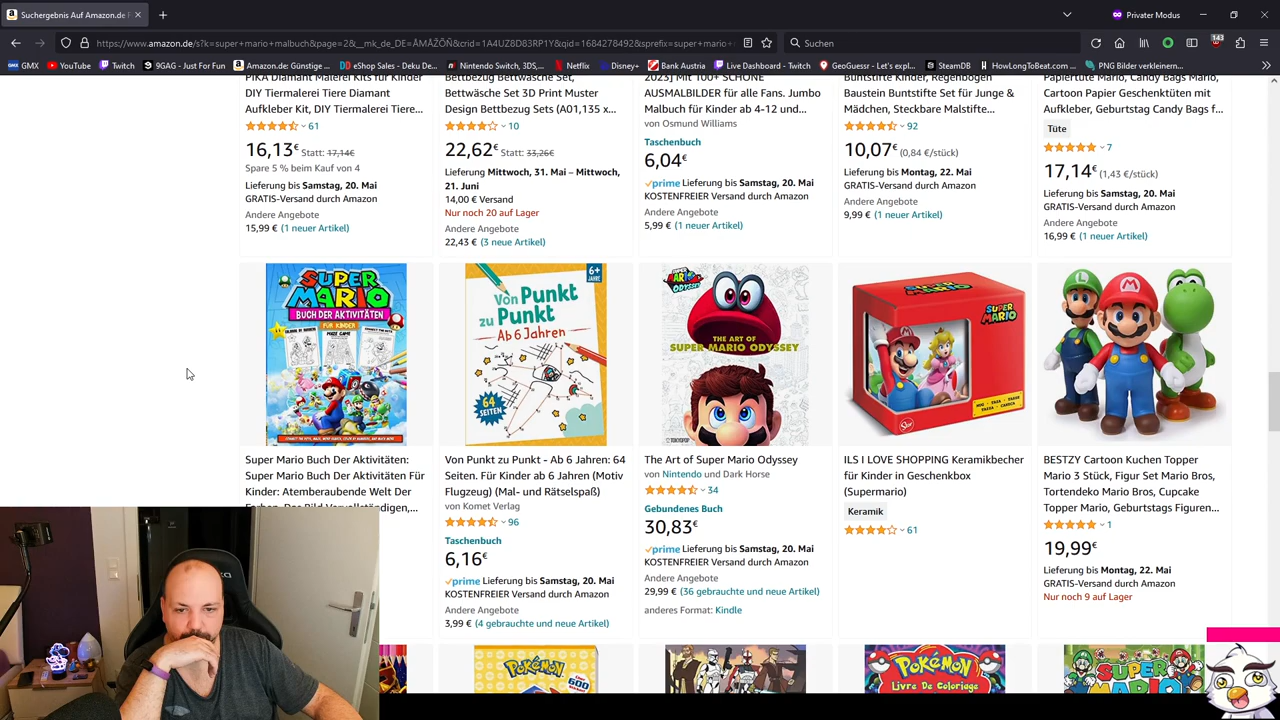 Suchergebnis Auf Amazon.de F
Privater Modus
https://www.amazon.de/s?k=super+mario+malbuch&page=2&__mk_de_DE=ÅMÅŽÕÑ&crid=1A4UZ8D83RP1Y&qid=1684278492&sprefix=super+mario+
Suchen
GMX
YouTube
Twitch
9GAG - Just For Fun
Amazon.de: Günstige ...
eShop Sales / Deku De...
Nintendo Switch, 3DS,...
Netflix
Disney+
Bank Austria
Live Dashboard - Twitch
GeoGuessr - Let's expl...
SteamDB
HowLongToBeat.com ...
PNG Bilder verkleinern...
PIKA Diamant Malerei Kits für Kinder
DIY Tiermalerei Tiere Diamant
Aufkleber Kit, DIY Tiermalerei Tiere...
61
16,13€ Statt: 17,14€
Spare 5 % beim Kauf von 4
Lieferung bis Samstag, 20. Mai
GRATIS-Versand durch Amazon
Andere Angebote
15,99 € (1 neuer Artikel)
Bettbezug Bettwäsche Set,
Bettwäsche Set 3D Print Muster
Design Bettbezug Sets (A01,135 x...
10
22,62€ Statt: 33,26€
Lieferung Mittwoch, 31. Mai – Mittwoch,
21. Juni
14,00 € Versand
Nur noch 20 auf Lager
Andere Angebote
22,43 € (3 neue Artikel)
2023] Mit 100+ SCHÖNE
AUSMALBILDER für alle Fans. Jumbo
Malbuch für Kinder ab 4-12 und...
von Osmund Williams
Taschenbuch
6,04€
prime Lieferung bis Samstag, 20. Mai
KOSTENFREIER Versand durch Amazon
Andere Angebote
5,99 € (1 neuer Artikel)
Buntstifte Kinder, Regenbogen
Baustein Buntstifte Set für Junge &
Mädchen, Steckbare Malstifte...
92
10,07€ (0,84 €/stück)
Lieferung bis Montag, 22. Mai
GRATIS-Versand durch Amazon
Andere Angebote
9,99 € (1 neuer Artikel)
Papiertüte Mario, Candy Bags Mario,
Cartoon Papier Geschenktüten mit
Aufkleber, Geburtstag Candy Bags f...
Tüte
7
17,14€ (1,43 €/stück)
Lieferung bis Samstag, 20. Mai
GRATIS-Versand durch Amazon
Andere Angebote
16,99 € (1 neuer Artikel)
SUPER
MARIO
BUCH DER AKTIVITÄTEN
FÜR KINDER
MAZE GAME
Super Mario Buch Der Aktivitäten:
Super Mario Buch Der Aktivitäten Für
Kinder: Atemberaubende Welt Der
6+
JAHRE
Von Punkt
zu Punkt
Ab 6 Jahren
64
SEITEN
Von Punkt zu Punkt - Ab 6 Jahren: 64
Seiten. Für Kinder ab 6 Jahren (Motiv
Flugzeug) (Mal- und Rätselspaß)
von Komet Verlag
96
Taschenbuch
6,16€
prime Lieferung bis Samstag, 20. Mai
KOSTENFREIER Versand durch Amazon
Andere Angebote
3,99 € (4 gebrauchte und neue Artikel)
THE ART OF
SUPER MARIO ODYSSEY
The Art of Super Mario Odyssey
von Nintendo und Dark Horse
34
Gebundenes Buch
30,83€
prime Lieferung bis Samstag, 20. Mai
KOSTENFREIER Versand durch Amazon
Andere Angebote
29,99 € (36 gebrauchte und neue Artikel)
anderes Format: Kindle
SUPER
MARIO
ILS I LOVE SHOPPING Keramikbecher
für Kinder in Geschenkbox
(Supermario)
Keramik
61
BESTZY Cartoon Kuchen Topper
Mario 3 Stück, Figur Set Mario Bros,
Tortendeko Mario Bros, Cupcake
Topper Mario, Geburtstags Figuren...
1
19,99€
Lieferung bis Montag, 22. Mai
GRATIS-Versand durch Amazon
Nur noch 9 auf Lager
POKéMON
600
POKéMON
Livre De Coloriage
SUPER